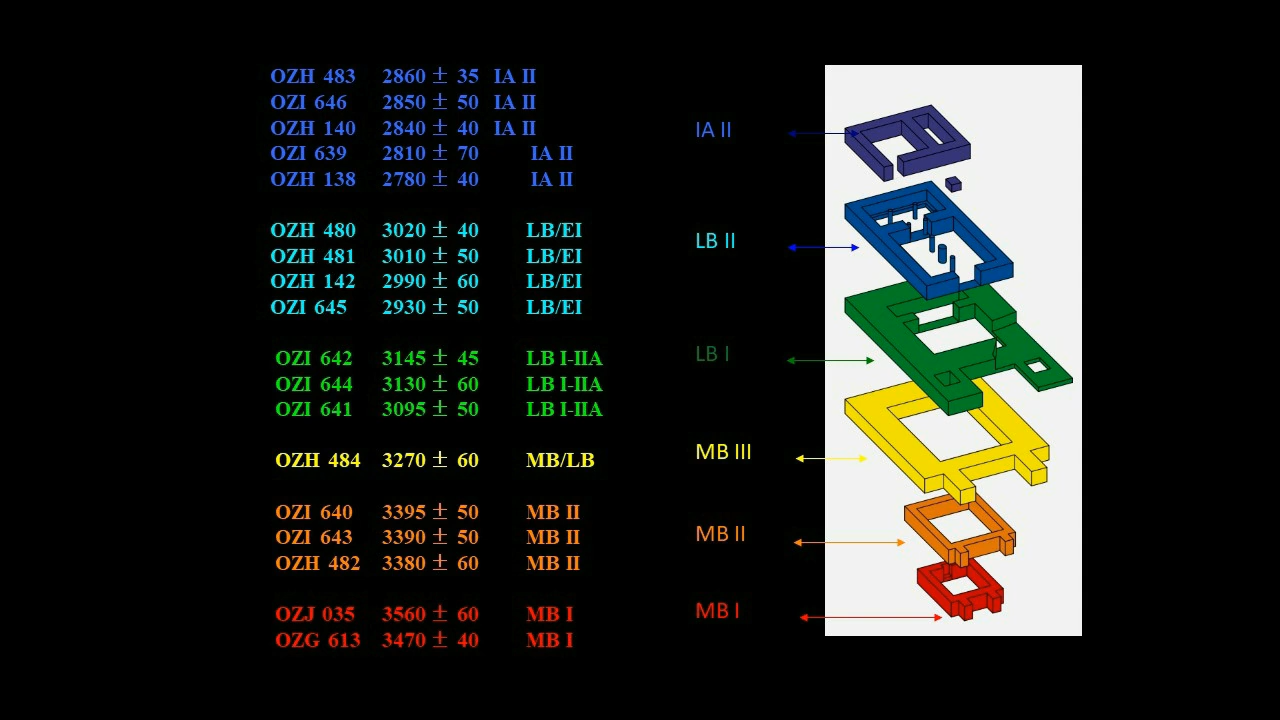 OZH 483 2860 ± 35 IA II
OZI 646 2850 ± 50 IA II
OZH 140 2840 ± 40 IA II
OZI 639 2810 ± 70 IA II
OZH 138 2780 ± 40 IA II
OZH 480 3020 ± 40 LB/EI
OZH 481 3010 ± 50 LB/EI
OZH 142 2990 ± 60 LB/EI
OZI 645 2930 ± 50 LB/EI
OZI 642 3145 ± 45 LB I-IIA
OZI 644 3130 ± 60 LB I-IIA
OZI 641 3095 ± 50 LB I-IIA
OZH 484 3270 ± 60 MB/LB
OZI 640 3395 ± 50 MB II
OZI 643 3390 ± 50 MB II
OZH 482 3380 ± 60 MB II
OZJ 035 3560 ± 60 MB I
OZG 613 3470 ± 40 MB I
IA II
LB II
LB I
MB III
MB II
MB I